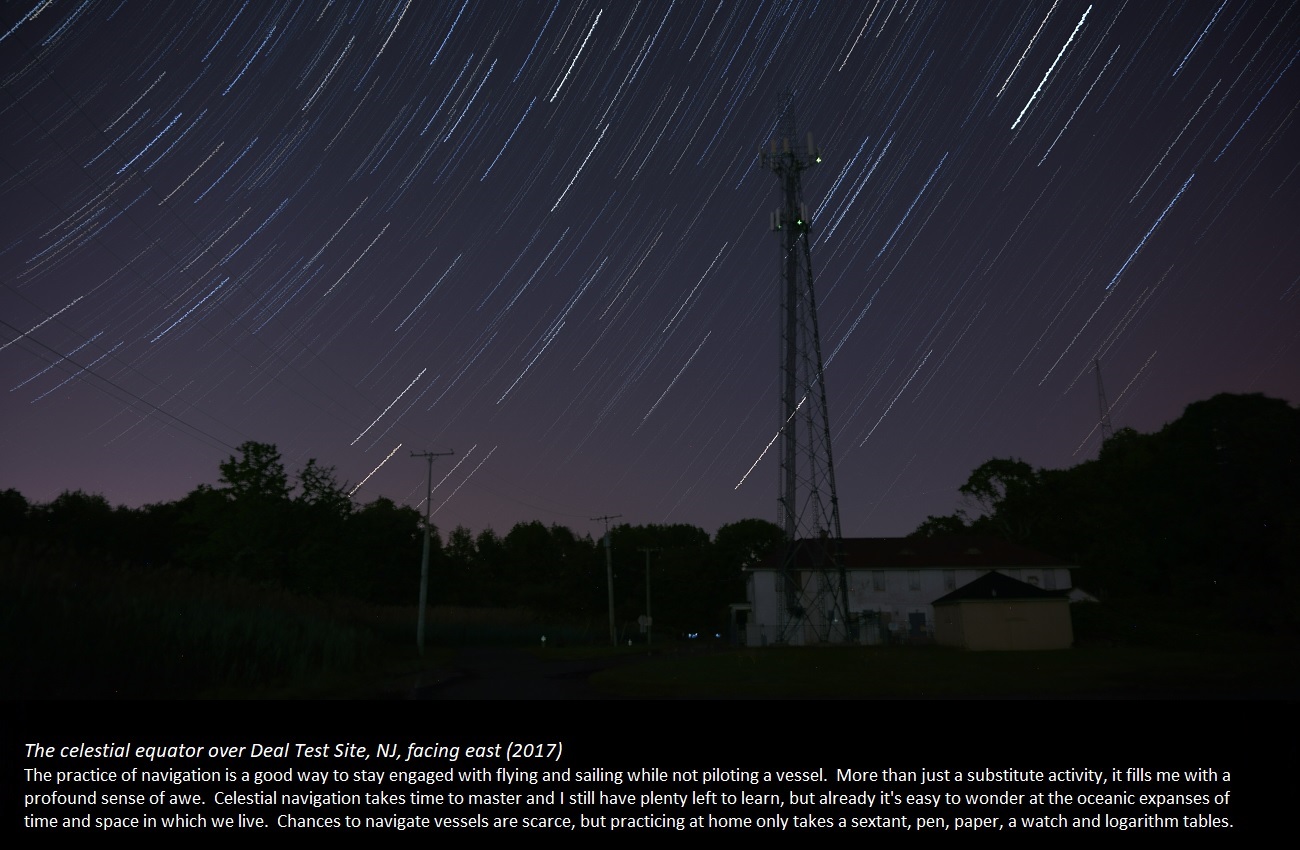 The celestial equator over Deal Test Site, NJ, facing east (2017)
The practice of navigation is a good way to stay engaged with flying and sailing while not piloting a vessel.  More than just a substitute activity, it fills me with a
profound sense of awe.  Celestial navigation takes time to master and I still have plenty left to learn, but already it's easy to wonder at the oceanic expanses of
time and space in which we live.  Chances to navigate vessels are scarce, but practicing at home only takes a sextant, pen, paper, a watch and logarithm tables.